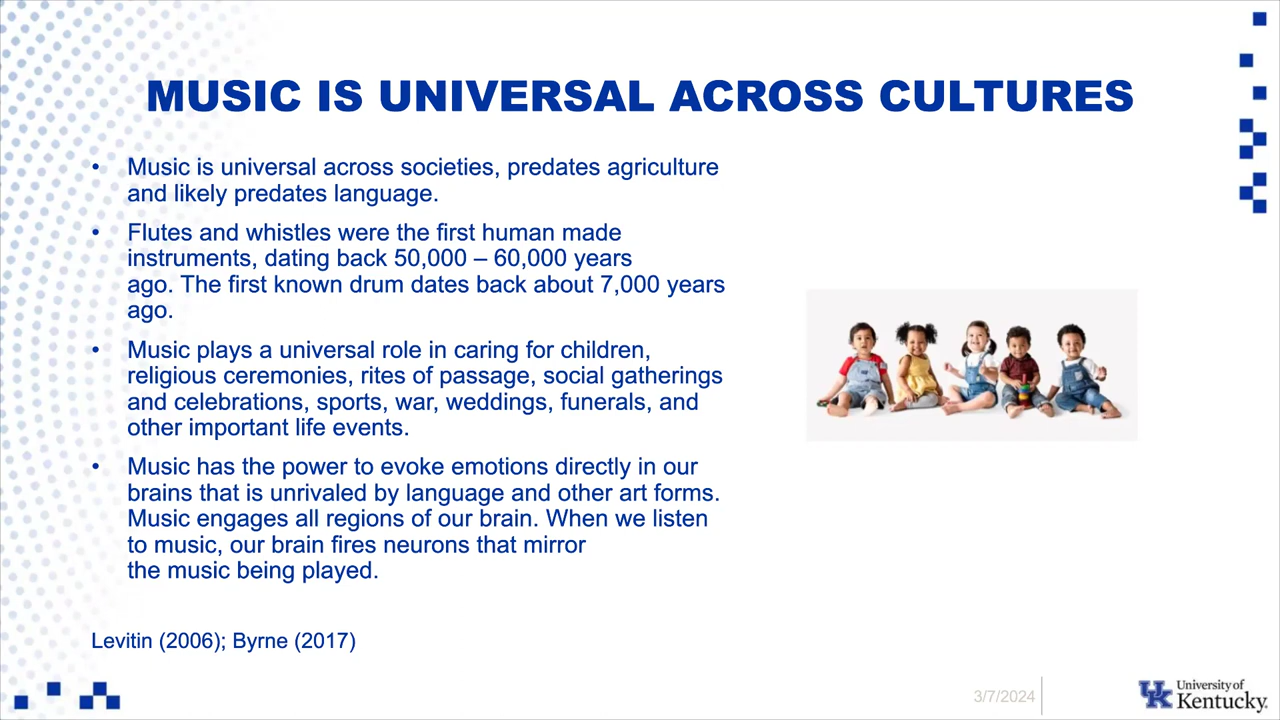 MUSIC IS UNIVERSAL ACROSS CULTURES
• Music is universal across societies, predates agriculture
and likely predates language.
• Flutes and whistles were the first human made
instruments, dating back 50,000 – 60,000 years
ago. The first known drum dates back about 7,000 years
ago.
• Music plays a universal role in caring for children,
religious ceremonies, rites of passage, social gatherings
and celebrations, sports, war, weddings, funerals, and
other important life events.
• Music has the power to evoke emotions directly in our
brains that is unrivaled by language and other art forms.
Music engages all regions of our brain. When we listen
to music, our brain fires neurons that mirror
the music being played.
Levitin (2006); Byrne (2017)
3/7/2024
UK
University of
Kentucky.